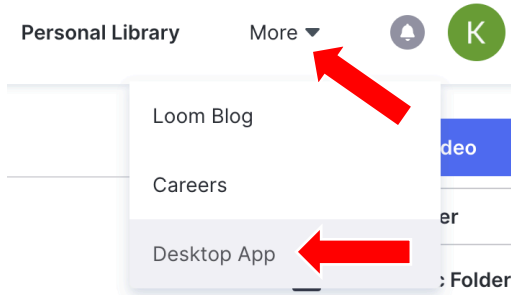 Personal Library
More
K
Loom Blog
deo
Careers
er
Desktop App
c Folder